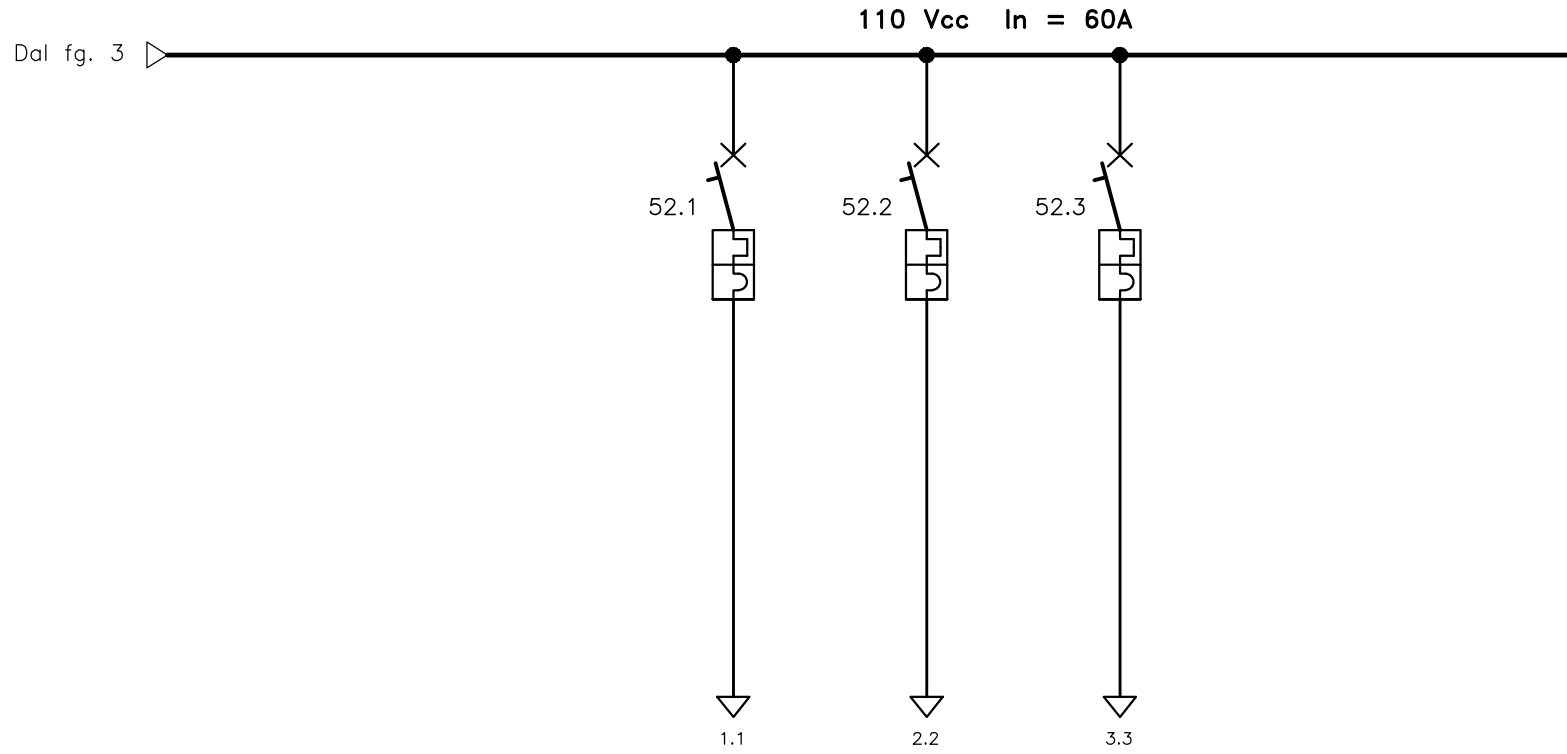 110 Vcc In = 60A
Dal fg. 3
52.1 52.2 52.3
1.1 2.2 3.3